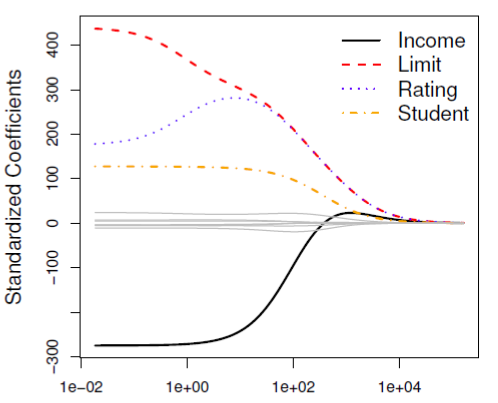 Income
Limit
Rating
Student
Standardized Coefficients
400
300
200
100
0
−100
−300
1e−02 1e+00 1e+02 1e+04